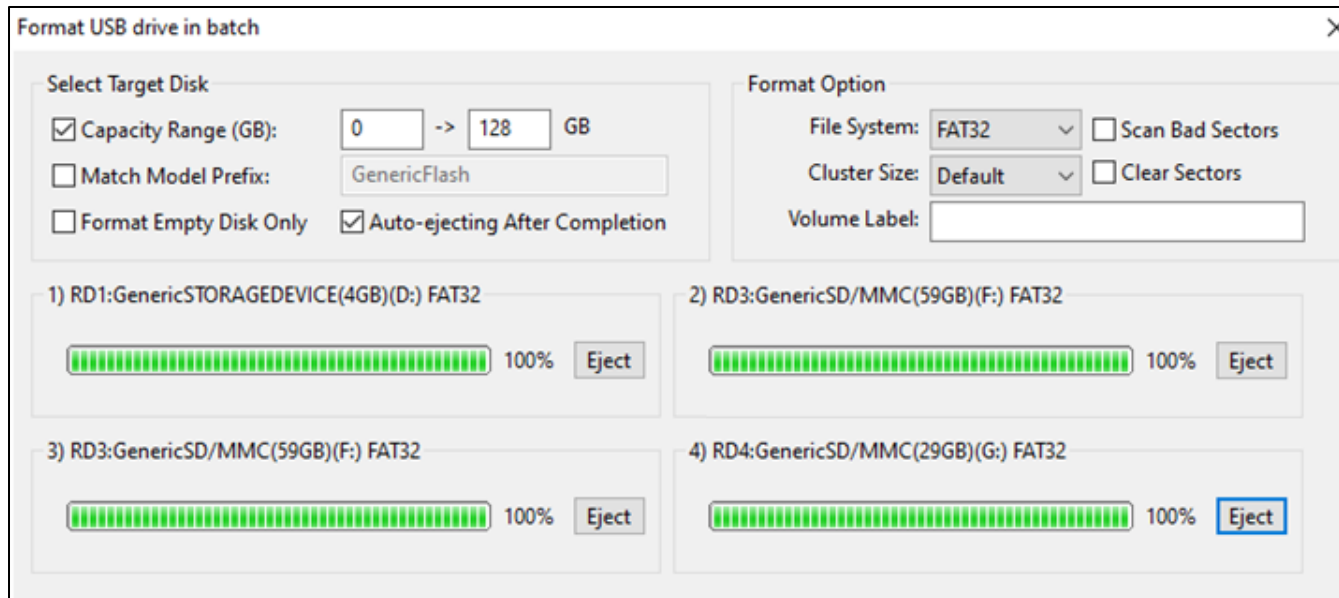 Format USB drive in batch
Select Target Disk
Capacity Range (GB): 0 -> 128 GB
Match Model Prefix: GenericFlash
Format Empty Disk Only Auto-ejecting After Completion
Format Option
File System: FAT32 Scan Bad Sectors
Cluster Size: Default Clear Sectors
Volume Label:
1) RD1:GenericSTORAGEDEVICE(4GB)(D:) FAT32
100% Eject
2) RD3:GenericSD/MMC(59GB)(F:) FAT32
100% Eject
3) RD3:GenericSD/MMC(59GB)(F:) FAT32
100% Eject
4) RD4:GenericSD/MMC(29GB)(G:) FAT32
100% Eject